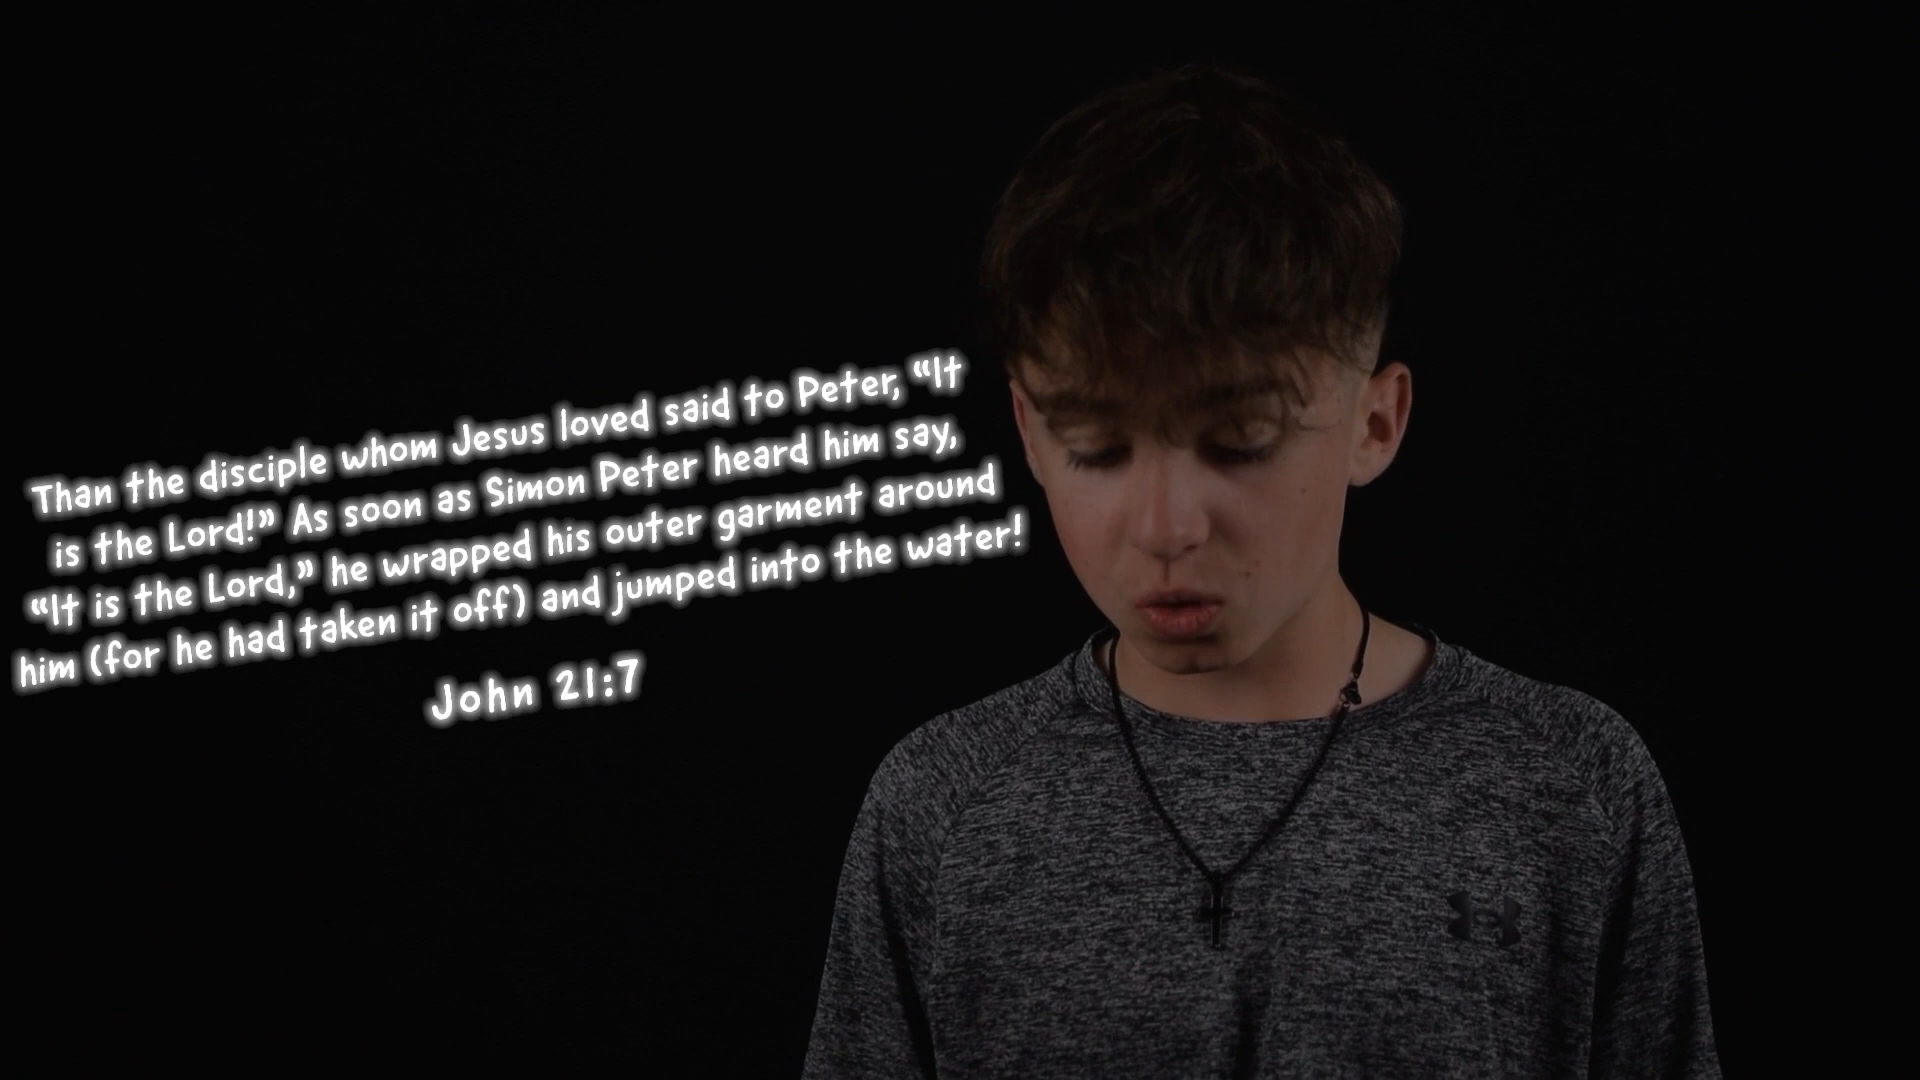 Than the disciple whom Jesus loved said to Peter, “It
is the Lord!” As soon as Simon Peter heard him say,
“It is the Lord,” he wrapped his outer garment around
him (for he had taken it off) and jumped into the water!
John 21:7